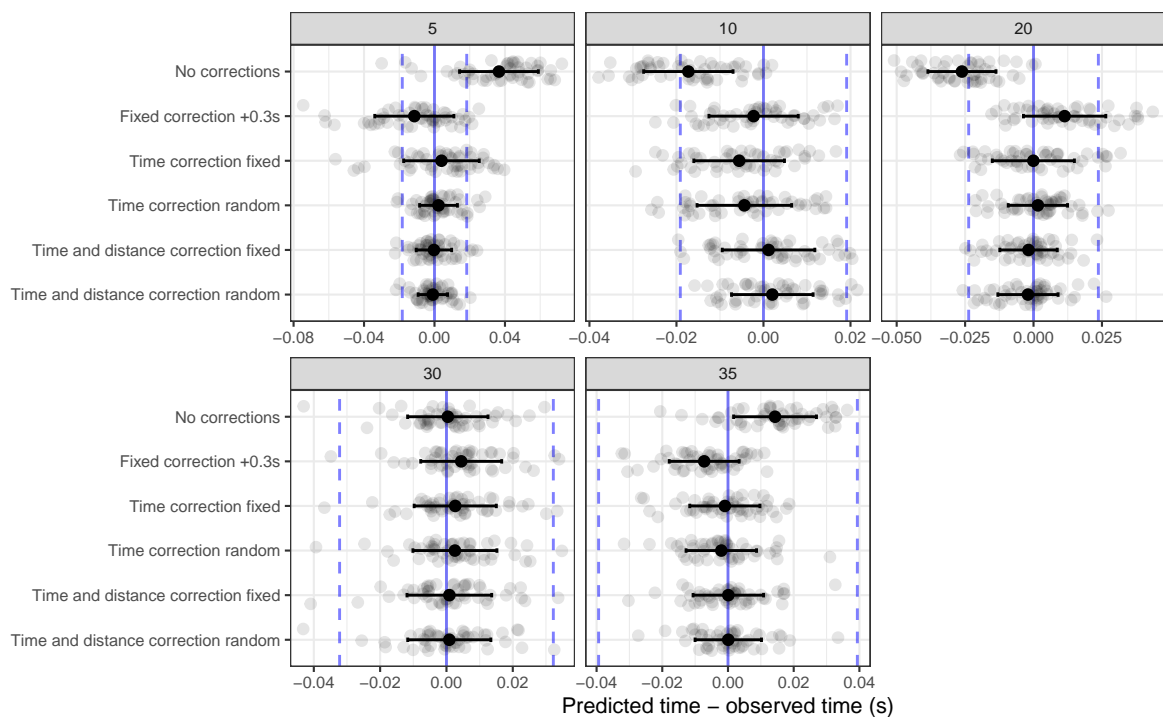 5 10 20
No corrections
Fixed correction +0.3s
Time correction fixed
Time correction random
Time and distance correction fixed
Time and distance correction random
−0.08 −0.04 0.00 0.04 −0.04 −0.02 0.00 0.02 −0.050 −0.025 0.000 0.025
30 35
No corrections
Fixed correction +0.3s
Time correction fixed
Time correction random
Time and distance correction fixed
Time and distance correction random
−0.04 −0.02 0.00 0.02 −0.04 −0.02 0.00 0.02 0.04
Predicted time − observed time (s)